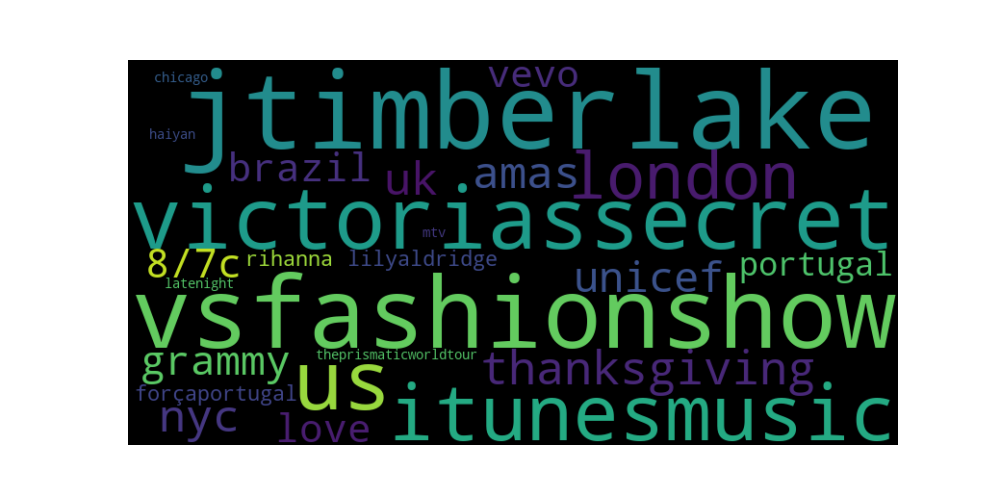 chicago
jtimberlake
vevo
haiyan
brazil
uk
amas
london
victoriassecret
mtv
8/7c
rihanna
lilyaldridge
unicef
portugal
latenight
vsfashionshow
grammy
theprismaticworldtour
us
thanksgiving
forçaportugal
nyc
love
itunesmusic